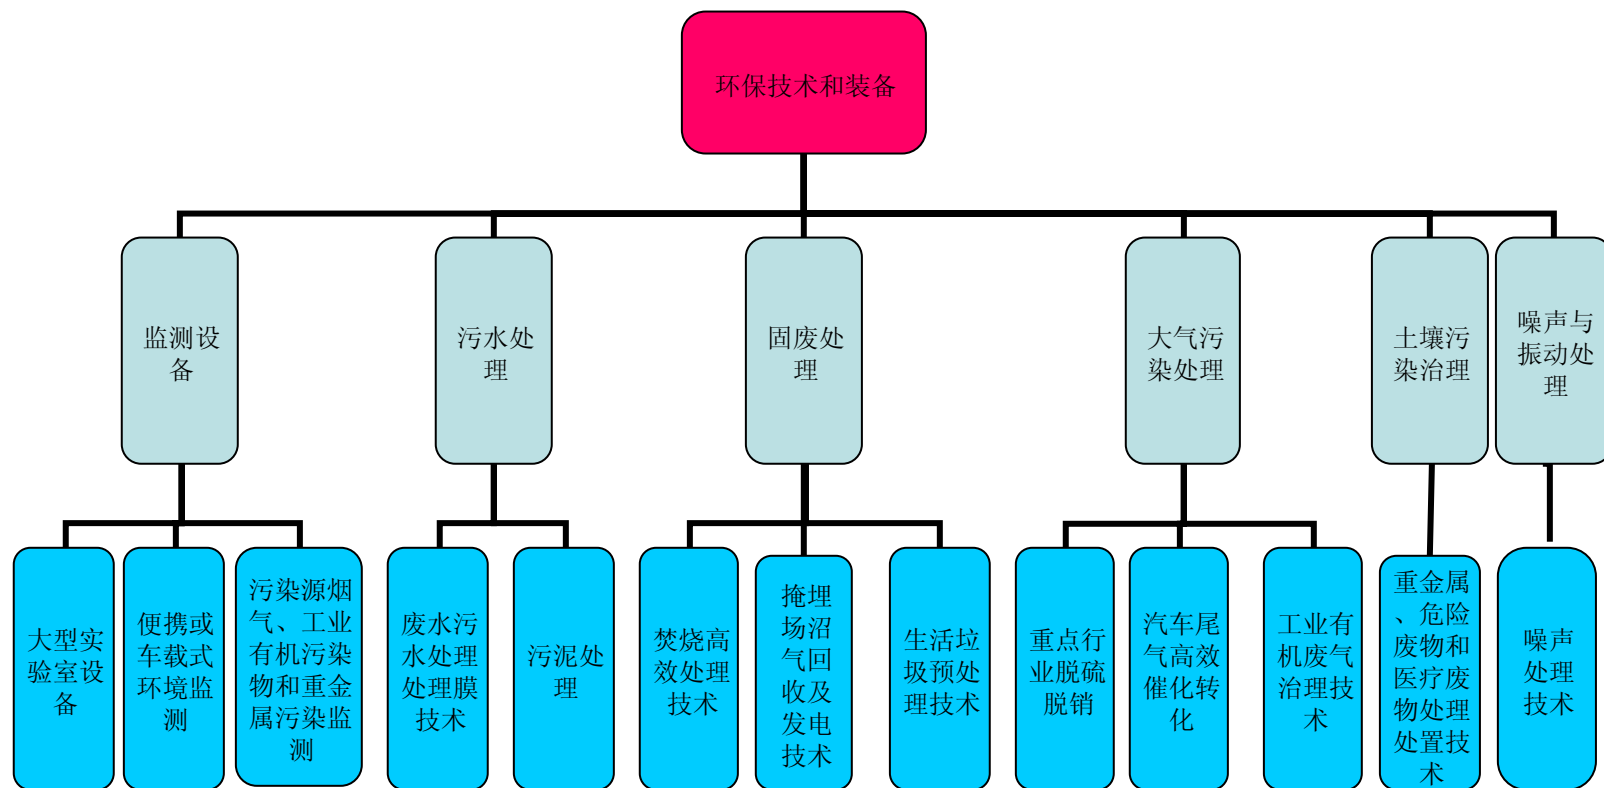 环保技术和装备
监测设
备
污水处
理
固废处
理
大气污
染处理
土壤污
染治理
噪声与
振动处
理
大型实
验室设
备
便携或
车载式
环境监
测
污染源烟
气、工业
有机污染
物和重金
属污染监
测
废水污
水处理
处理膜
技术
污泥处
理
焚烧高
效处理
技术
掩埋
场沼
气回
收及
发电
技术
生活垃
圾预处
理技术
重点行
业脱硫
脱销
汽车尾
气高效
催化转
化
工业有
机废气
治理技
术
重金属
、危险
废物和
医疗废
物处理
处置技
术
噪声
处理
技术